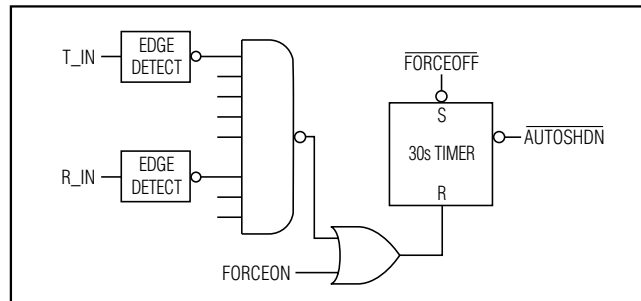 T_IN
EDGE
DETECT
R_IN
EDGE
DETECT
FORCEON
FORCEOFF
S
30s TIMER
R
AUTOSHDN